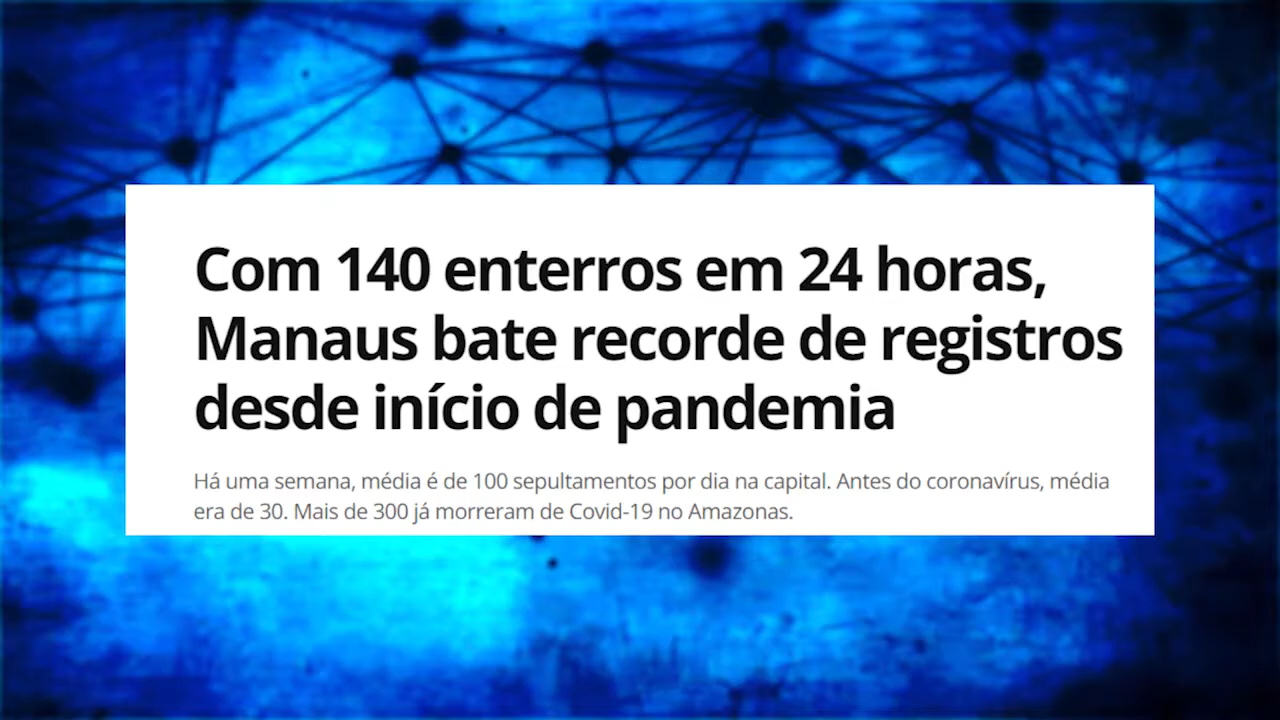 Com 140 enterros em 24 horas,
Manaus bate recorde de registros
desde início de pandemia
Há uma semana, média é de 100 sepultamentos por dia na capital. Antes do coronavírus, média
era de 30. Mais de 300 já morreram de Covid-19 no Amazonas.